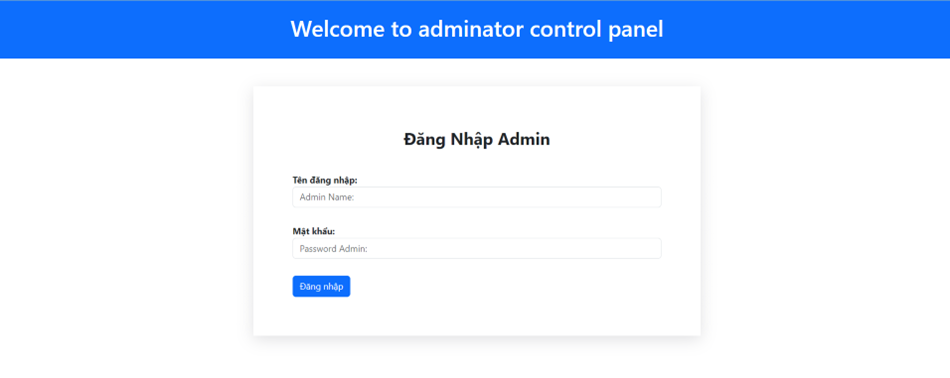 Welcome to adminator control panel
Đăng Nhập Admin
Tên đăng nhập:
Admin Name:
Mật khẩu:
Password Admin:
Đăng nhập